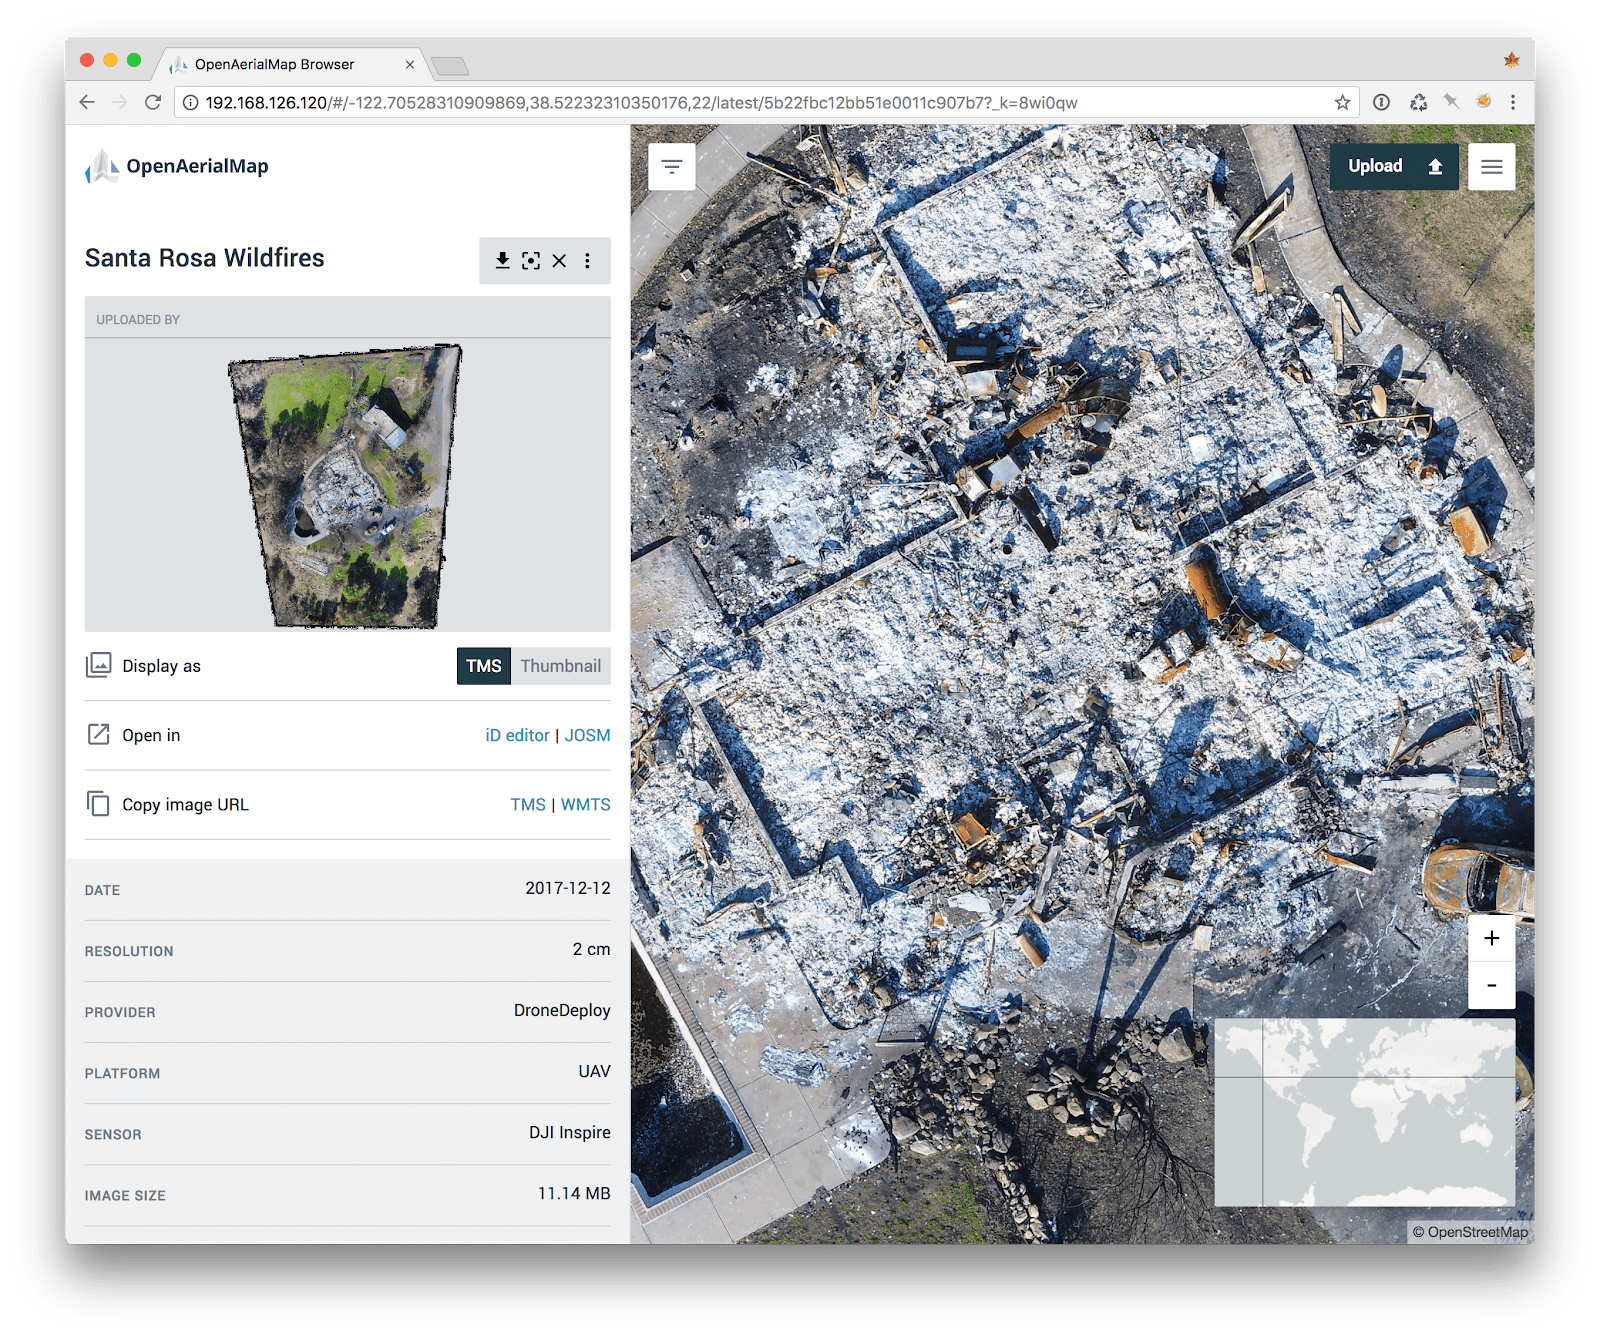 OpenAerialMap Browser
192.168.126.120/#/-122.70528310909869,38.52232310350176,22/latest/5b22fbc12bb51e0011c907b7?_k=8wi0qw
OpenAerialMap
Upload
Santa Rosa Wildfires
UPLOADED BY
Display as TMS Thumbnail
Open in iD editor | JOSM
Copy image URL TMS | WMTS
DATE 2017-12-12
RESOLUTION 2 cm
PROVIDER DroneDeploy
PLATFORM UAV
SENSOR DJI Inspire
IMAGE SIZE 11.14 MB
+
-
© OpenStreetMap